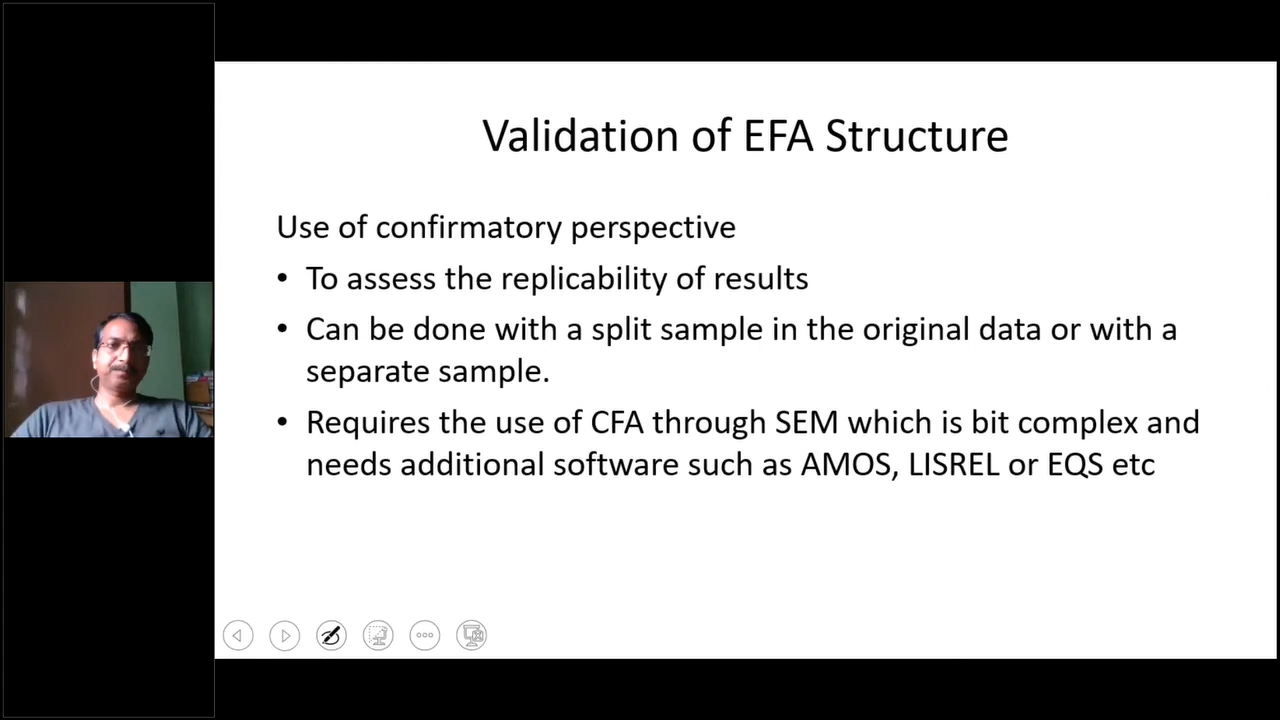 Validation of EFA Structure
Use of confirmatory perspective
• To assess the replicability of results
• Can be done with a split sample in the original data or with a
separate sample.
• Requires the use of CFA through SEM which is bit complex and
needs additional software such as AMOS, LISREL or EQS etc